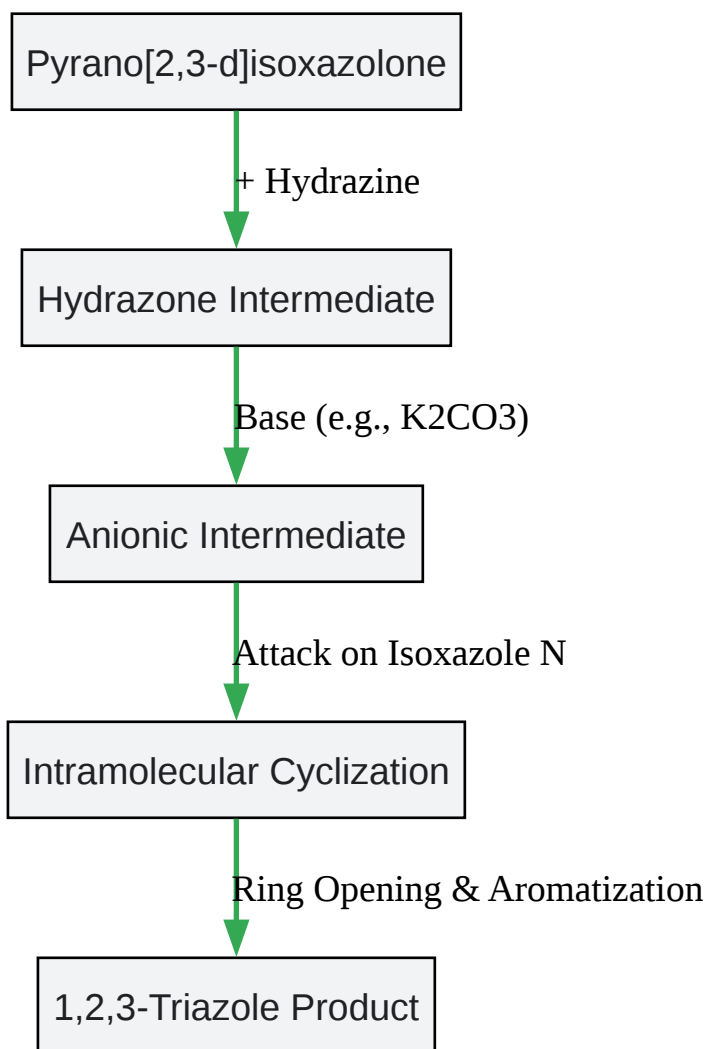 Pyrano[2,3-d]isoxazolone
+ Hydrazine
Hydrazone Intermediate
Base (e.g., K2CO3)
Anionic Intermediate
Attack on Isoxazole N
Intramolecular Cyclization
Ring Opening & Aromatization
1,2,3-Triazole Product